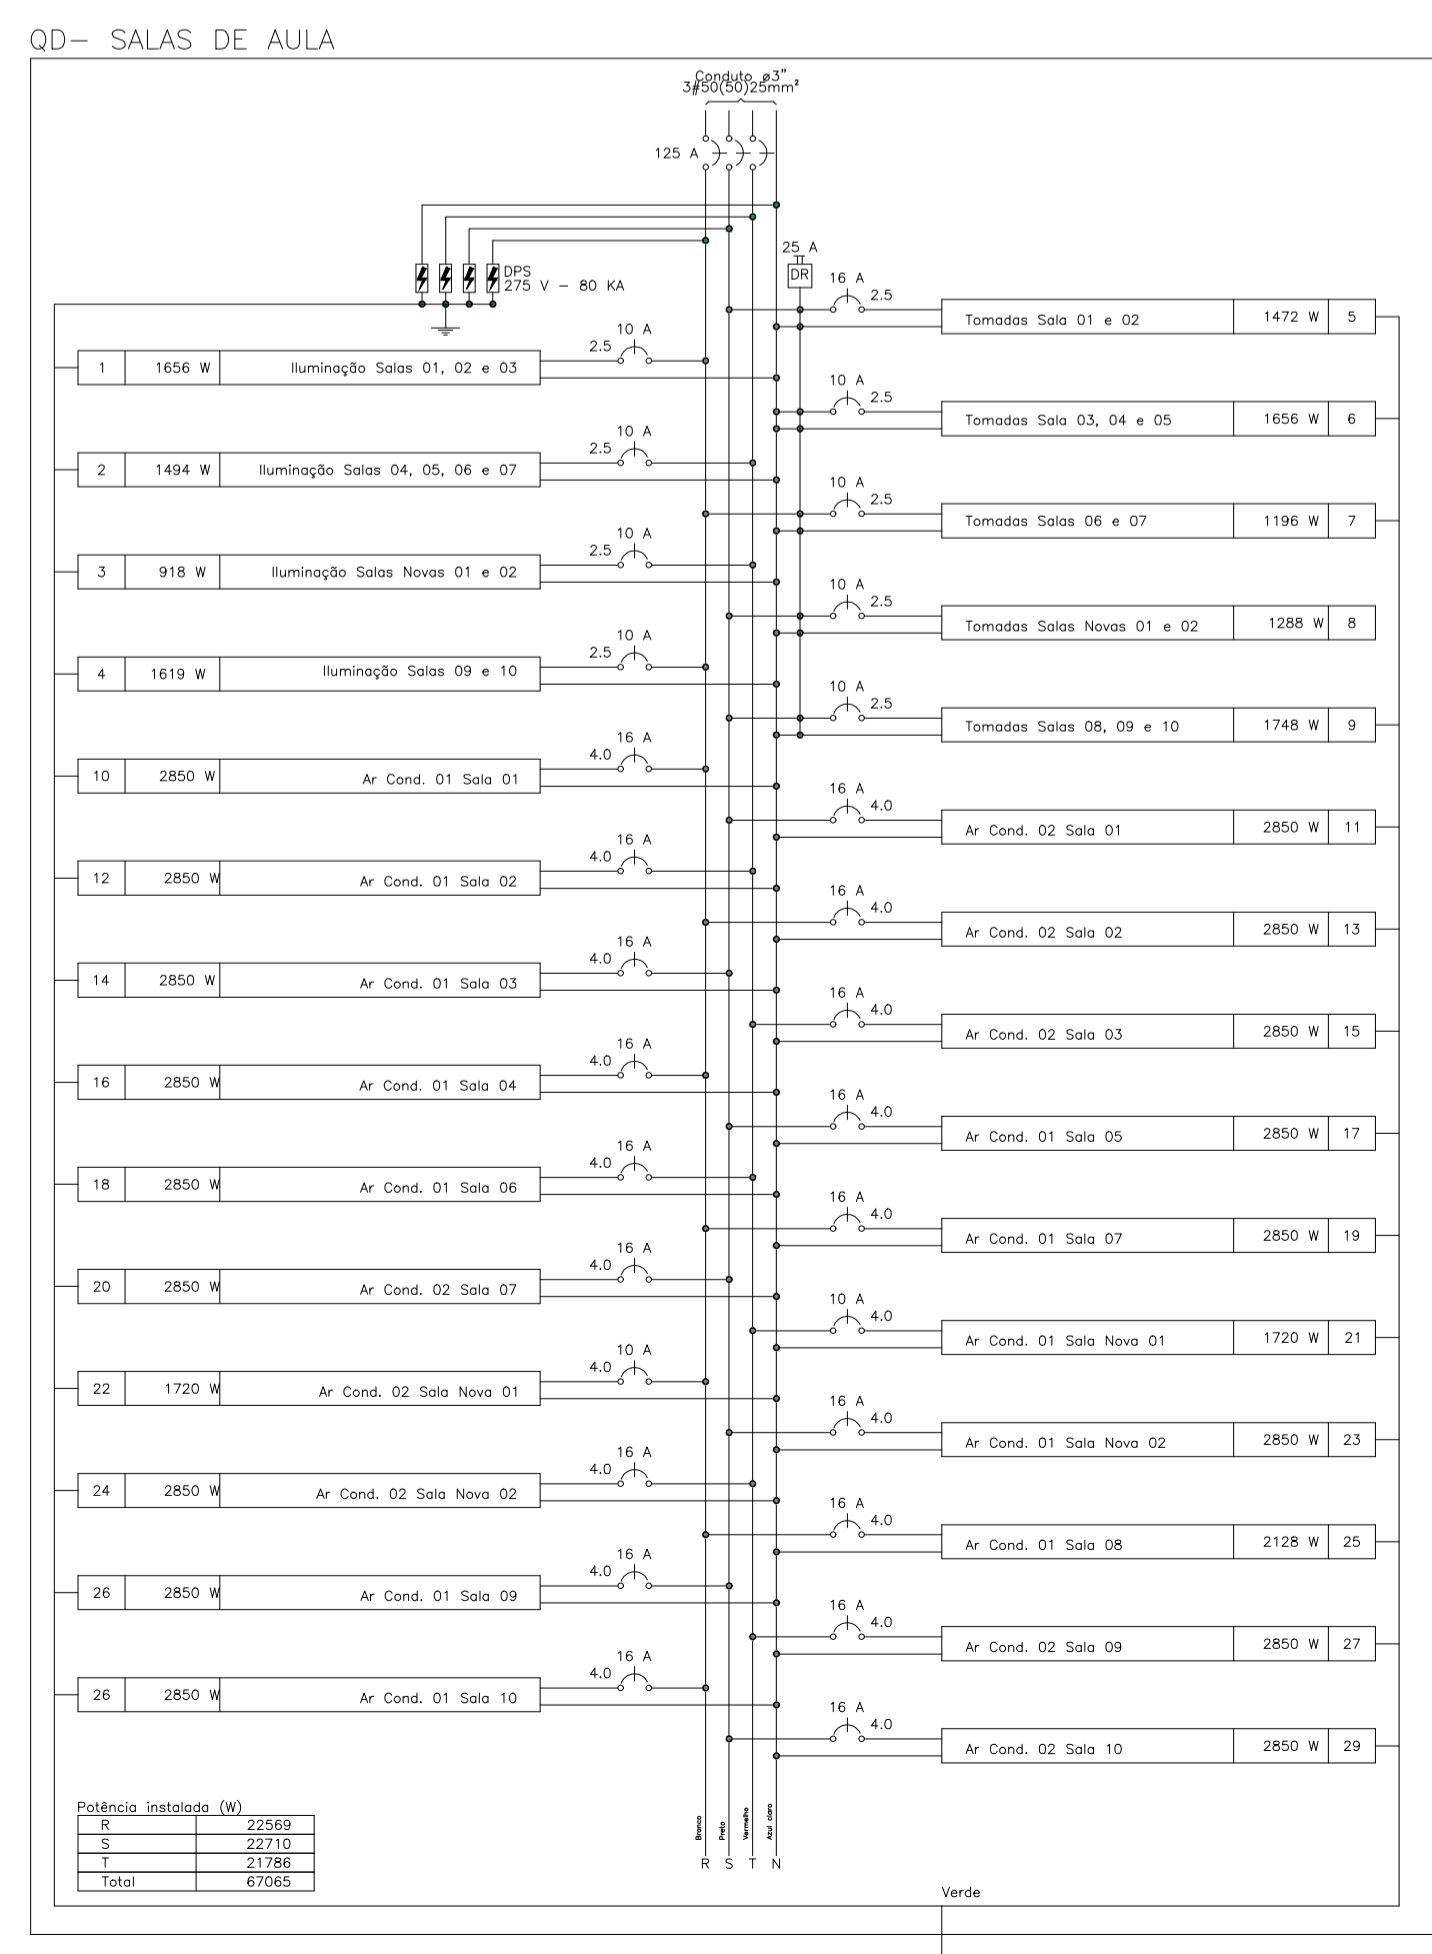 QD- SALAS DE AULA
Conduto ø3"
3#50(50)25mm²
125 A
25 A
DR
DPS
275 V - 80 KA
16 A
2.5
Tomadas Sala 01 e 02 1472 W 5
10 A
2.5
1 1656 W Iluminação Salas 01, 02 e 03
10 A
2.5
Tomadas Sala 03, 04 e 05 1656 W 6
10 A
2.5
2 1494 W Iluminação Salas 04, 05, 06 e 07
10 A
2.5
Tomadas Salas 06 e 07 1196 W 7
10 A
2.5
3 918 W Iluminação Salas Novas 01 e 02
10 A
2.5
Tomadas Salas Novas 01 e 02 1288 W 8
10 A
2.5
4 1619 W Iluminação Salas 09 e 10
10 A
2.5
Tomadas Salas 08, 09 e 10 1748 W 9
16 A
4.0
10 2850 W Ar Cond. 01 Sala 01
16 A
4.0
Ar Cond. 02 Sala 01 2850 W 11
16 A
4.0
12 2850 W Ar Cond. 01 Sala 02
16 A
4.0
Ar Cond. 02 Sala 02 2850 W 13
16 A
4.0
14 2850 W Ar Cond. 01 Sala 03
16 A
4.0
Ar Cond. 02 Sala 03 2850 W 15
16 A
4.0
16 2850 W Ar Cond. 01 Sala 04
16 A
4.0
Ar Cond. 01 Sala 05 2850 W 17
16 A
4.0
18 2850 W Ar Cond. 01 Sala 06
16 A
4.0
Ar Cond. 01 Sala 07 2850 W 19
16 A
4.0
20 2850 W Ar Cond. 02 Sala 07
10 A
4.0
Ar Cond. 01 Sala Nova 01 1720 W 21
10 A
4.0
22 1720 W Ar Cond. 02 Sala Nova 01
16 A
4.0
Ar Cond. 01 Sala Nova 02 2850 W 23
16 A
4.0
24 2850 W Ar Cond. 02 Sala Nova 02
16 A
4.0
Ar Cond. 01 Sala 08 2128 W 25
16 A
4.0
26 2850 W Ar Cond. 01 Sala 09
16 A
4.0
Ar Cond. 02 Sala 09 2850 W 27
16 A
4.0
26 2850 W Ar Cond. 01 Sala 10
16 A
4.0
Ar Cond. 02 Sala 10 2850 W 29
Potência instalada (W)
R 22569
S 22710
T 21786
Total 67065
Branco
Preto
Vermelho
Azul claro
R S T N
Verde